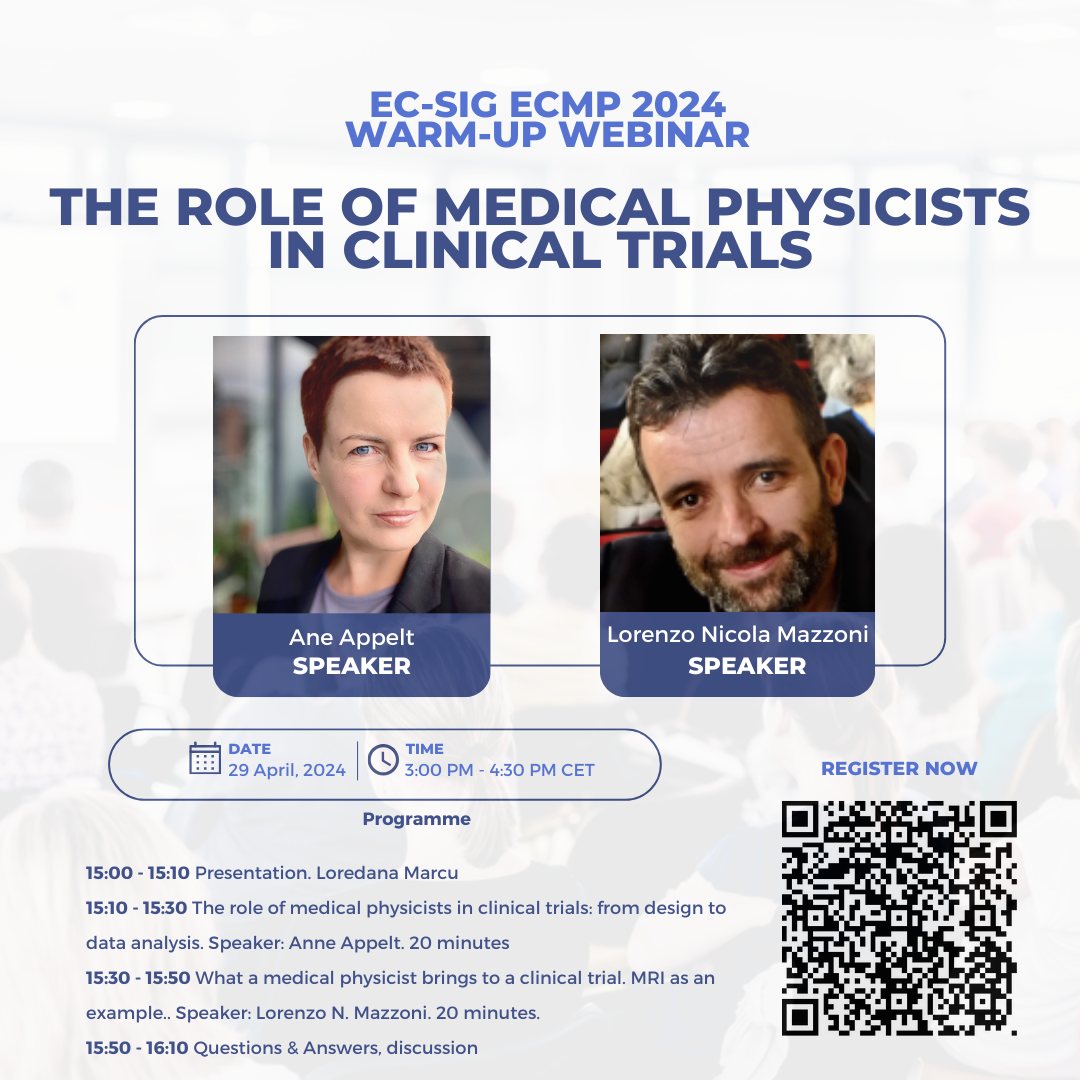 EC-SIG ECMP 2024
WARM-UP WEBINAR
THE ROLE OF MEDICAL PHYSICISTS
IN CLINICAL TRIALS
Ane Appelt
SPEAKER
Lorenzo Nicola Mazzoni
SPEAKER
DATE
29 April, 2024
TIME
3:00 PM - 4:30 PM CET
REGISTER NOW
Programme
15:00 - 15:10 Presentation. Loredana Marcu
15:10 - 15:30 The role of medical physicists in clinical trials: from design to
data analysis. Speaker: Anne Appelt. 20 minutes
15:30 - 15:50 What a medical physicist brings to a clinical trial. MRI as an
example.. Speaker: Lorenzo N. Mazzoni. 20 minutes.
15:50 - 16:10 Questions & Answers, discussion